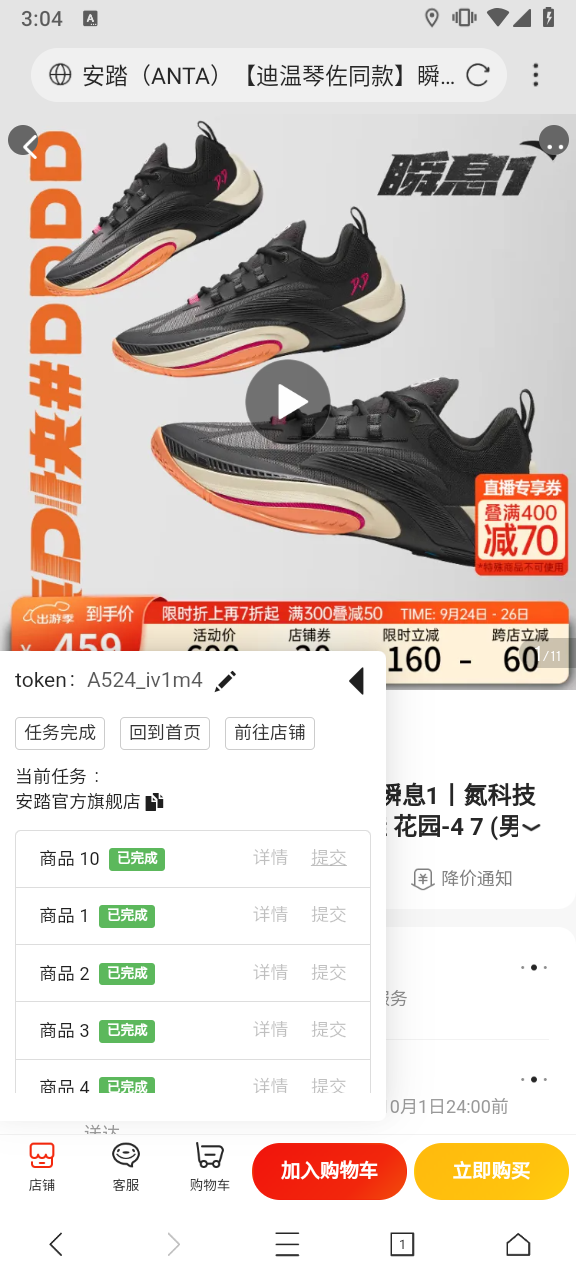 3:04
A
安踏（ANTA）【迪温琴佐同款】瞬...
瞬息1
D.D
D.D
直播专享券
叠满400
减70
*特殊商品不可使用
出游季 到手价
限时折上再7折起 满300叠减50 TIME: 9月24日 - 26日
¥ 459
活动价 店铺券 限时立减 跨店立减
160 - 60
1/11
token： A524_iv1m4
任务完成 回到首页 前往店铺
当前任务：
安踏官方旗舰店
瞬息1丨氮科技
花园-4 7 (男
降价通知
商品 10 已完成 详情 提交
商品 1 已完成 详情 提交
商品 2 已完成 详情 提交
服务
商品 3 已完成 详情 提交
商品 4 已完成 详情 提交
0月1日24:00前
送达
店铺 客服 购物车
加入购物车
立即购买
1